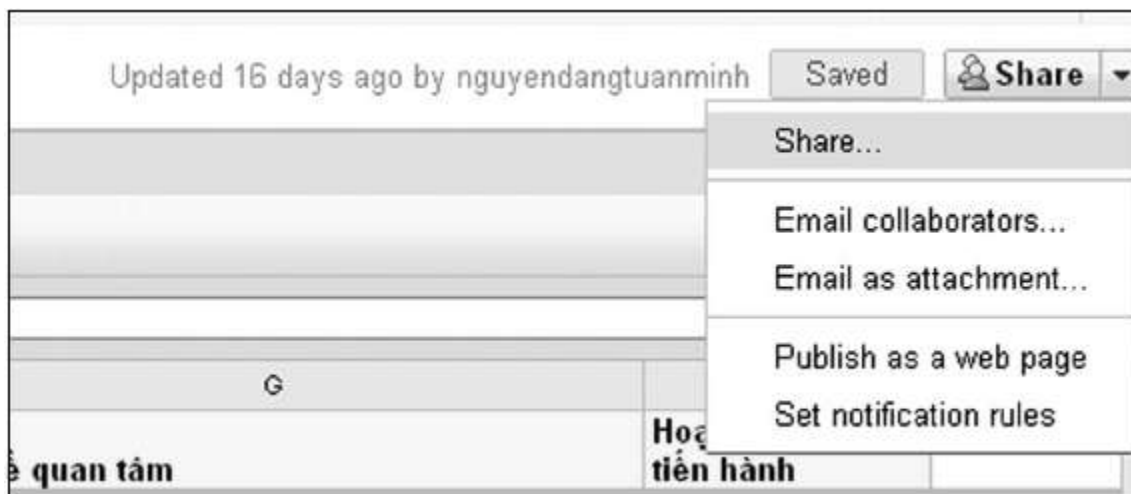 Updated 16 days ago by nguyendangtuanminh Saved Share
Share...
Email collaborators...
Email as attachment...
Publish as a web page
Set notification rules
G
quan tâm
tiến hành